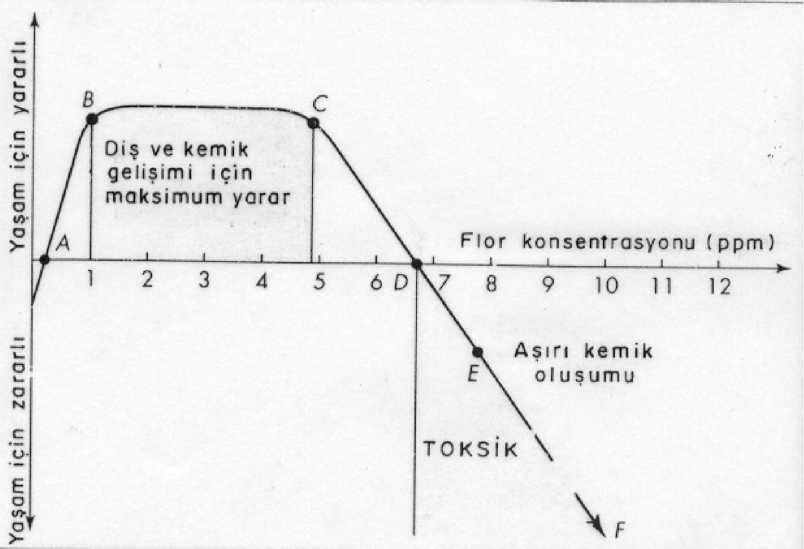 Yaşam için yararlı
B
C
Diş ve kemik
gelişimi için
maksimum yarar
A
Flor konsentrasyonu (ppm)
1 2 3 4 5 6 D 7 8 9 10 11 12
E
Aşırı kemik
oluşumu
TOKSİK
F
Yaşam için zararlı